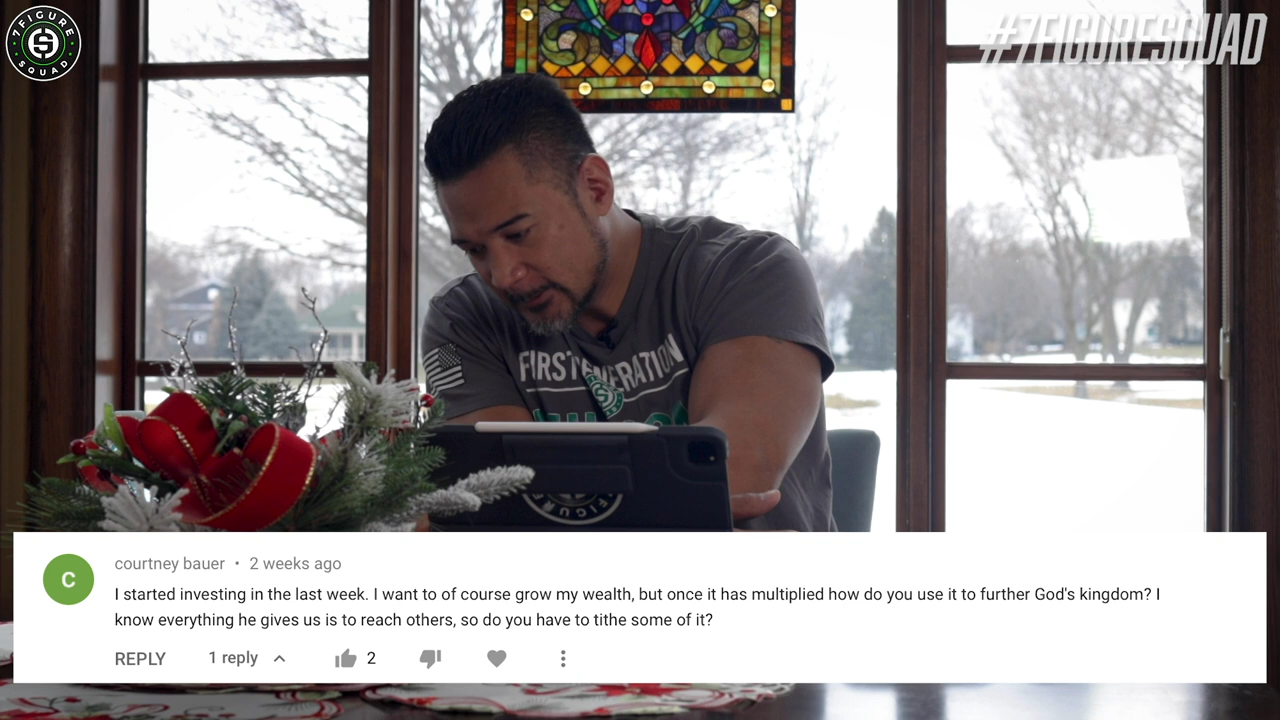 7FIGURE
SQUAD
#7FIGURESQUAD
FIRST GENERATION
FIGURE
C
courtney bauer • 2 weeks ago
I started investing in the last week. I want to of course grow my wealth, but once it has multiplied how do you use it to further God's kingdom? I
know everything he gives us is to reach others, so do you have to tithe some of it?
REPLY 1 reply 2